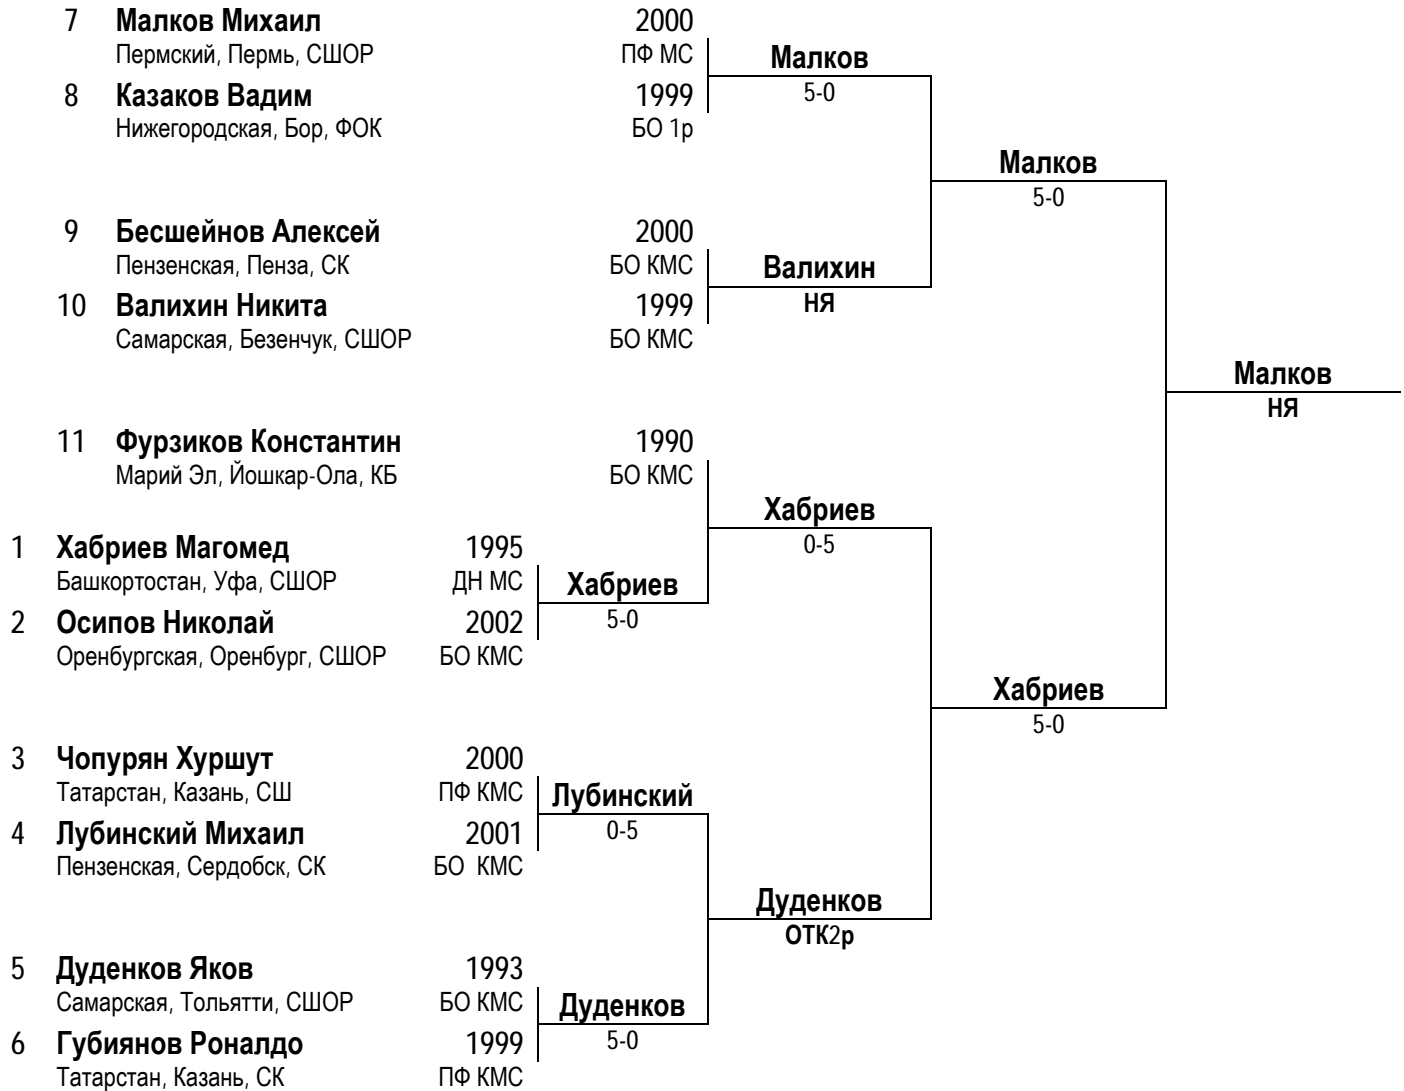 7 Малков Михаил 2000
Пермский, Пермь, СШОР ПФ МС
Малков
8 Казаков Вадим 1999
5-0
Нижегородская, Бор, ФОК БО 1р
Малков
5-0
9 Бесшейнов Алексей 2000
Пензенская, Пенза, СК БО КМС
Валихин
10 Валихин Никита 1999
НЯ
Самарская, Безенчук, СШОР БО КМС
Малков
НЯ
11 Фурзиков Константин 1990
Марий Эл, Йошкар-Ола, КБ БО КМС
Хабриев
0-5
1 Хабриев Магомед 1995
Башкортостан, Уфа, СШОР ДН МС
Хабриев
2 Осипов Николай 2002
5-0
Оренбургская, Оренбург, СШОР БО КМС
Хабриев
5-0
3 Чопурян Хуршут 2000
Татарстан, Казань, СШ ПФ КМС
Лубинский
4 Лубинский Михаил 2001
0-5
Пензенская, Сердобск, СК БО КМС
Дуденков
ОТК2р
5 Дуденков Яков 1993
Самарская, Тольятти, СШОР БО КМС
Дуденков
6 Губиянов Роналдо 1999
5-0
Татарстан, Казань, СК ПФ КМС